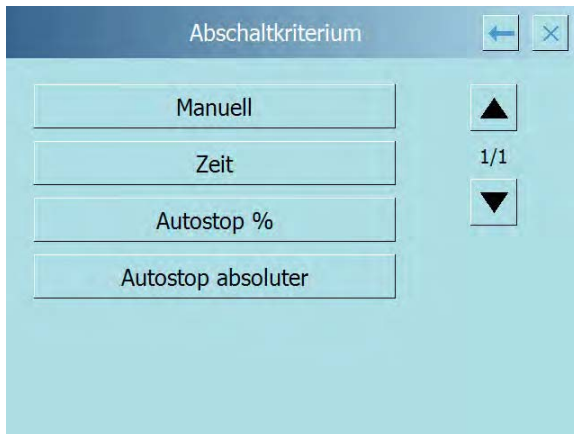 Abschaltkriterium
Manuell
1/1
Zeit
Autostop %
Autostop absoluter